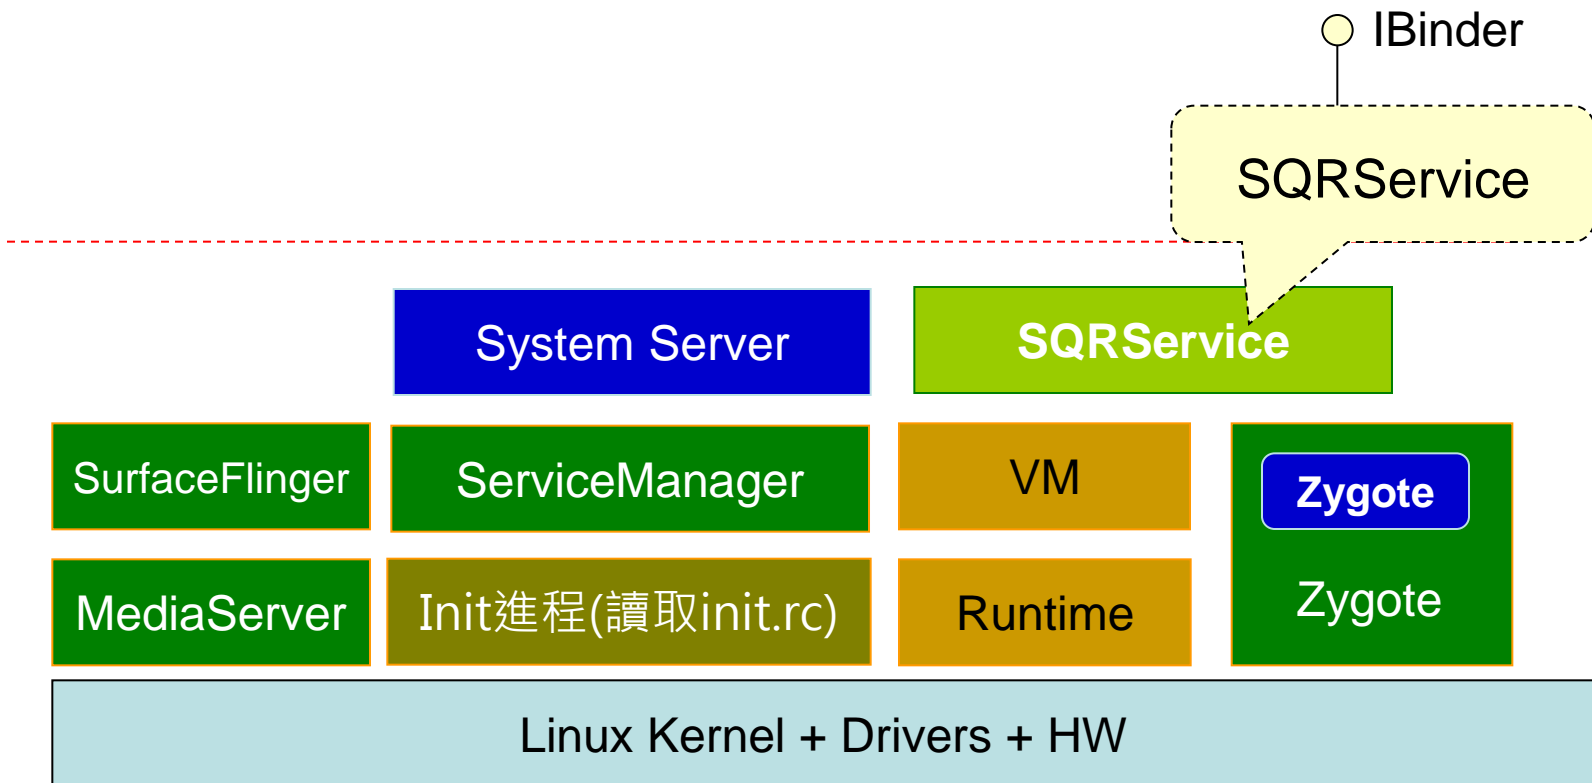 IBinder
SQRService
System Server
SQRService
SurfaceFlinger
ServiceManager
VM
Zygote
MediaServer
Init進程(讀取init.rc)
Runtime
Zygote
Linux Kernel + Drivers + HW